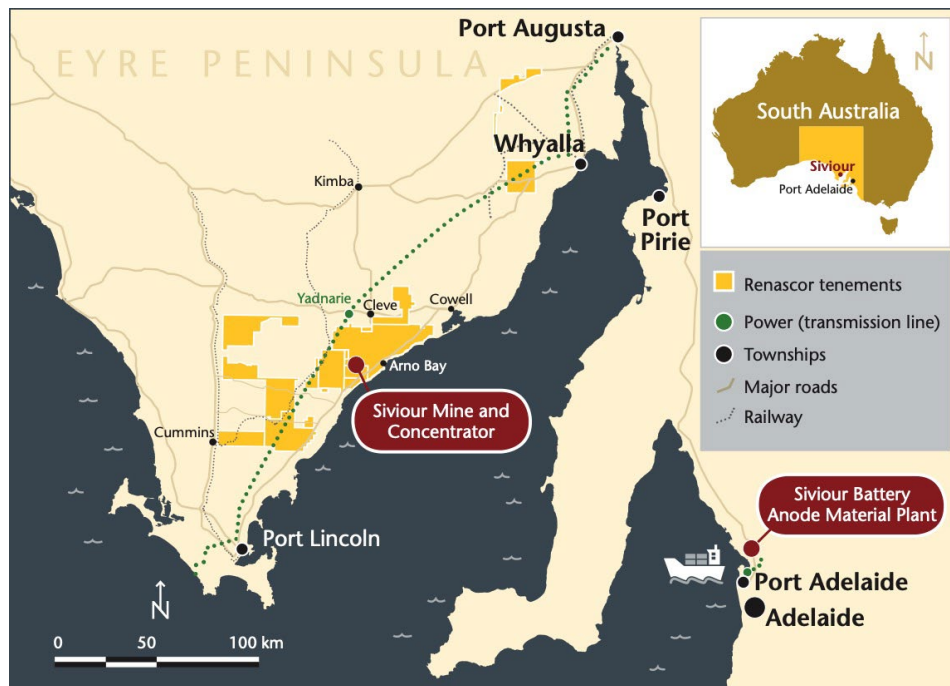 EYRE PENINSULA
Port Augusta
N
South Australia
Siviour
Port Adelaide
Whyalla
Kimba
Port
Pirie
Yadnarie
Cleve
Cowell
Arno Bay
Siviour Mine and
Concentrator
Cummins
Port Lincoln
Renascor tenements
Power (transmission line)
Townships
Major roads
Railway
Siviour Battery
Anode Material Plant
Port Adelaide
Adelaide
N
0 50 100 km